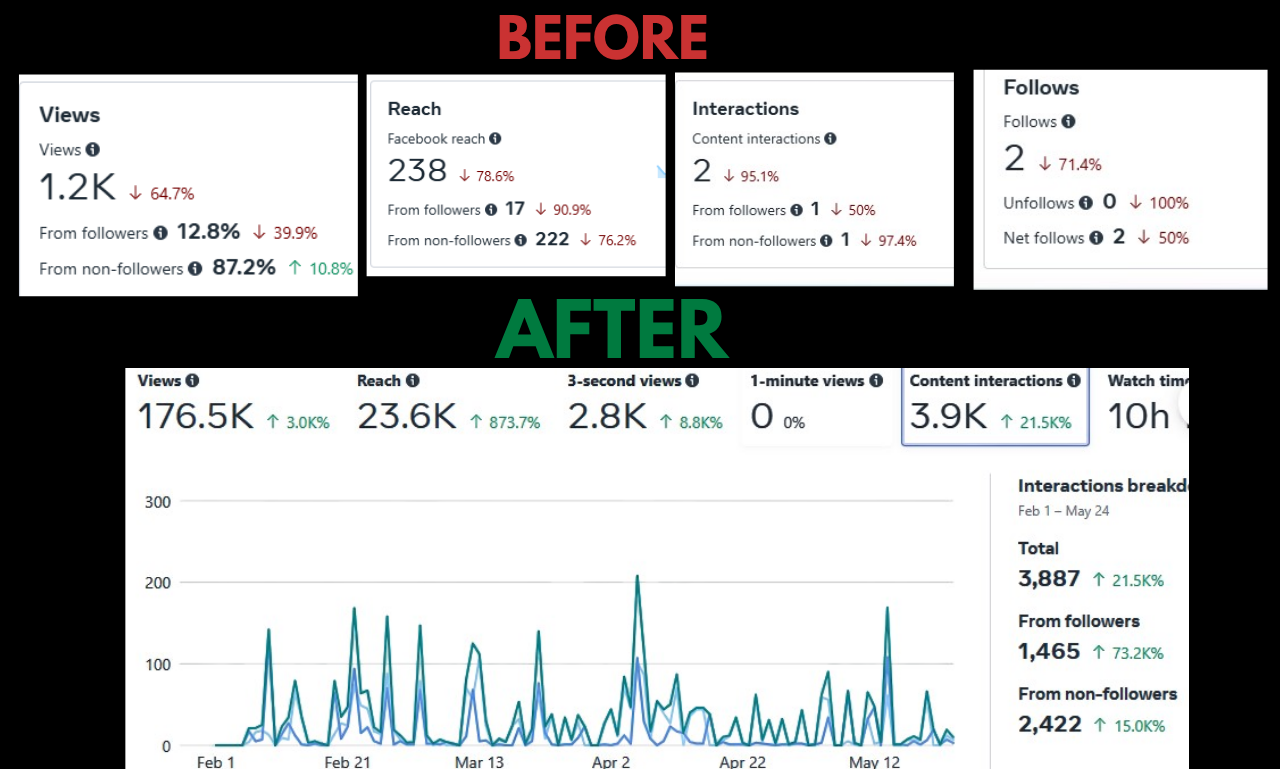 BEFORE
Views
Views
1.2K ↓ 64.7%
From followers 12.8% ↓ 39.9%
From non-followers 87.2% ↑ 10.8%
Reach
Facebook reach
238 ↓ 78.6%
From followers 17 ↓ 90.9%
From non-followers 222 ↓ 76.2%
Interactions
Content interactions
2 ↓ 95.1%
From followers 1 ↓ 50%
From non-followers 1 ↓ 97.4%
Follows
Follows
2 ↓ 71.4%
Unfollows 0 ↓ 100%
Net follows 2 ↓ 50%
AFTER
Views
176.5K ↑ 3.0K%
Reach
23.6K ↑ 873.7%
3-second views
2.8K ↑ 8.8K%
1-minute views
0 0%
Content interactions
3.9K ↑ 21.5K%
Watch tim
10h
300
200
100
0
Feb 1 Feb 21 Mar 13 Apr 2 Apr 22 May 12
Interactions breakd
Feb 1 – May 24
Total
3,887 ↑ 21.5K%
From followers
1,465 ↑ 73.2K%
From non-followers
2,422 ↑ 15.0K%